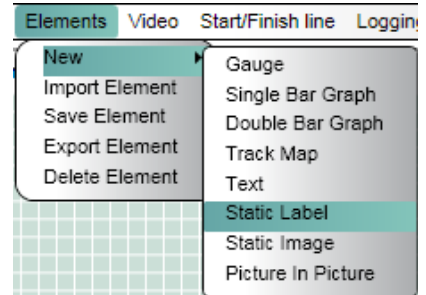 Elements Video Start/Finish line Logging
New
Import Element
Save Element
Export Element
Delete Element
Gauge
Single Bar Graph
Double Bar Graph
Track Map
Text
Static Label
Static Image
Picture In Picture